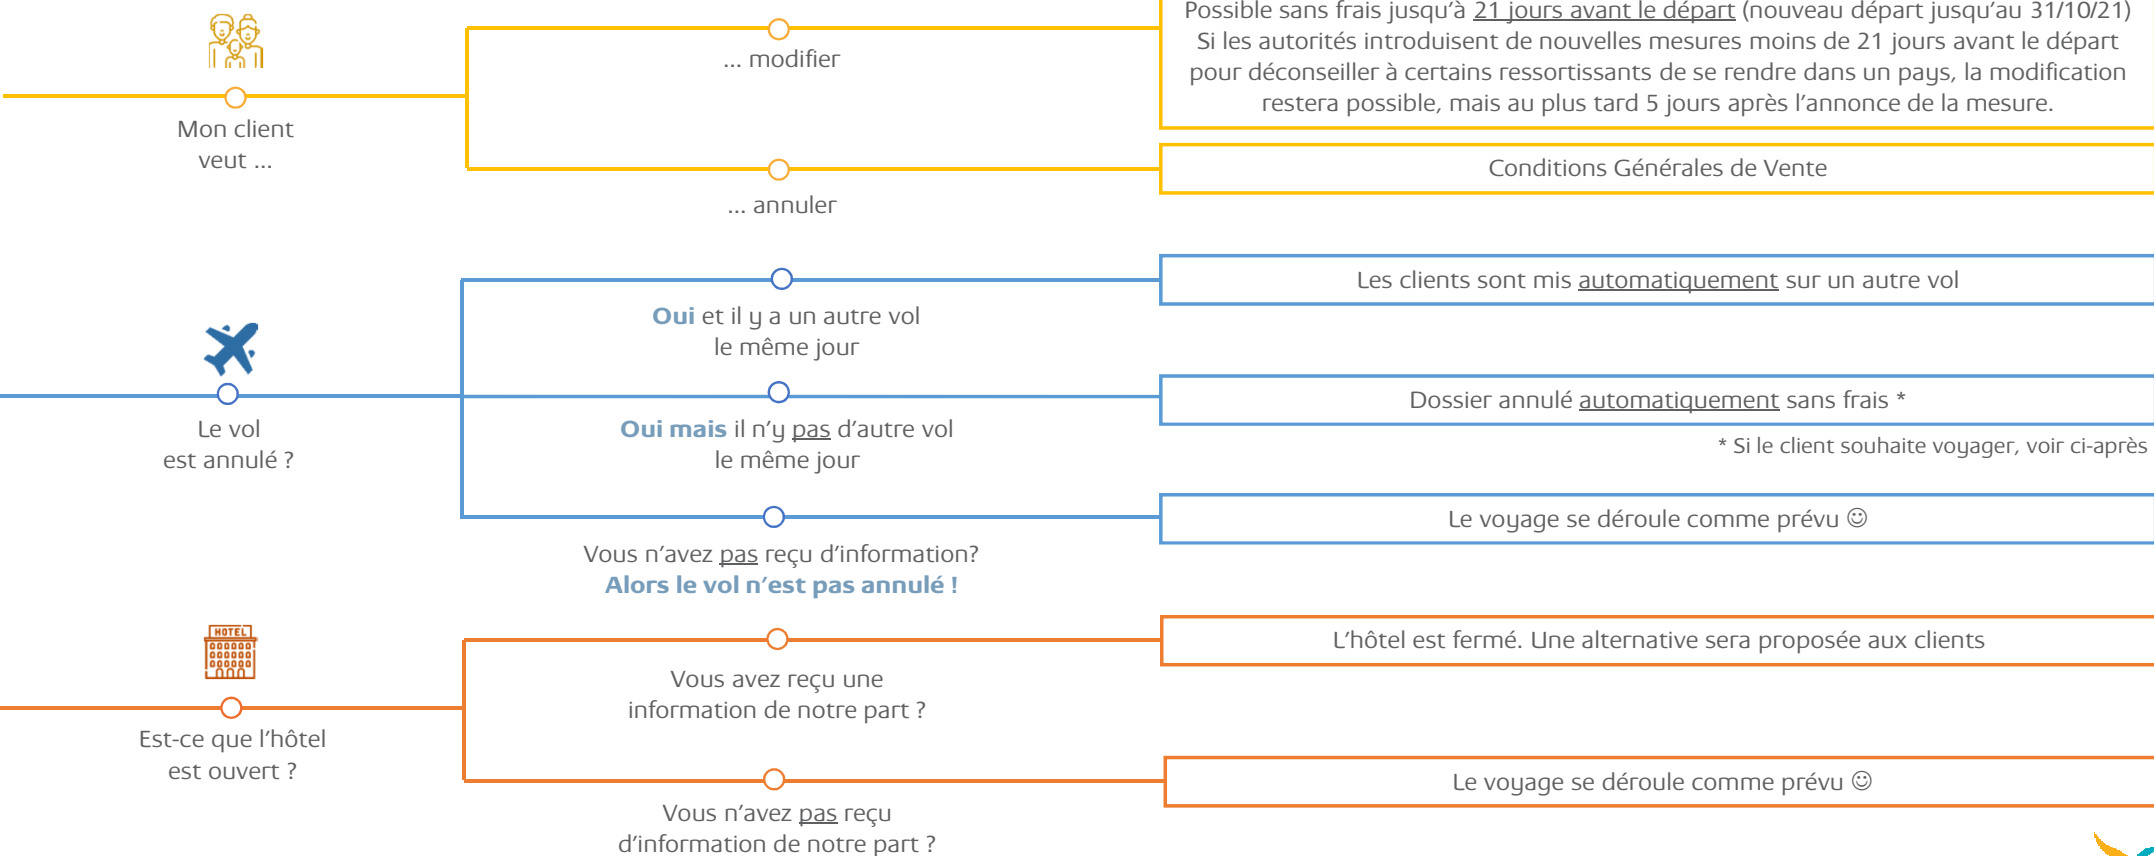 Possible sans frais jusqu'à 21 jours avant le départ (nouveau départ jusqu'au 31/10/21)
Si les autorités introduisent de nouvelles mesures moins de 21 jours avant le départ
pour déconseiller à certains ressortissants de se rendre dans un pays, la modification
restera possible, mais au plus tard 5 jours après l'annonce de la mesure.
... modifier
Mon client
veut ...
Conditions Générales de Vente
... annuler
Les clients sont mis automatiquement sur un autre vol
Oui et il y a un autre vol
le même jour
Dossier annulé automatiquement sans frais *
Le vol
est annulé ?
Oui mais il n'y pas d'autre vol
le même jour
* Si le client souhaite voyager, voir ci-après
Le voyage se déroule comme prévu ☺
Vous n'avez pas reçu d'information?
Alors le vol n'est pas annulé !
HOTEL
L'hôtel est fermé. Une alternative sera proposée aux clients
Vous avez reçu une
information de notre part ?
Est-ce que l'hôtel
est ouvert ?
Le voyage se déroule comme prévu ☺
Vous n'avez pas reçu
d'information de notre part ?